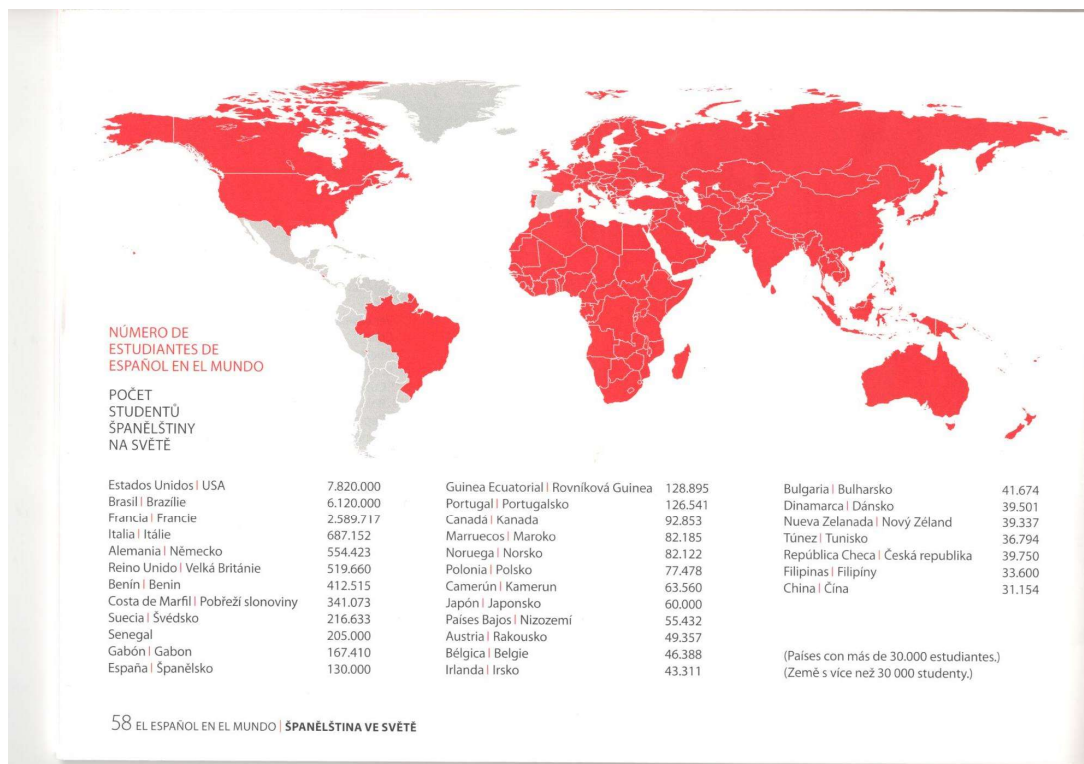 NÚMERO DE
ESTUDIANTES DE
ESPAÑOL EN EL MUNDO
POČET
STUDENTŮ
ŠPANĚLŠTINY
NA SVĚTĚ
Estados Unidos | USA 7.820.000
Brasil | Brazílie 6.120.000
Francia | Francie 2.589.717
Italia | Itálie 687.152
Alemania | Německo 554.423
Reino Unido | Velká Británie 519.660
Benín | Benin 412.515
Costa de Marfil | Pobřeží slonoviny 341.073
Suecia | Švédsko 216.633
Senegal 205.000
Gabón | Gabon 167.410
España | Španělsko 130.000
Guinea Ecuatorial | Rovníková Guinea 128.895
Portugal | Portugalsko 126.541
Canadá | Kanada 92.853
Marruecos | Maroko 82.185
Noruega | Norsko 82.122
Polonia | Polsko 77.478
Camerún | Kamerun 63.560
Japón | Japonsko 60.000
Países Bajos | Nizozemí 55.432
Austria | Rakousko 49.357
Bélgica | Belgie 46.388
Irlanda | Irsko 43.311
Bulgaria | Bulharsko 41.674
Dinamarca | Dánsko 39.501
Nueva Zelanada | Nový Zéland 39.337
Túnez | Tunisko 36.794
República Checa | Česká republika 39.750
Filipinas | Filipíny 33.600
China | Čína 31.154
(Países con más de 30.000 estudiantes.)
(Země s více než 30 000 studenty.)
58 EL ESPAÑOL EN EL MUNDO | ŠPANĚLŠTINA VE SVĚTĚ